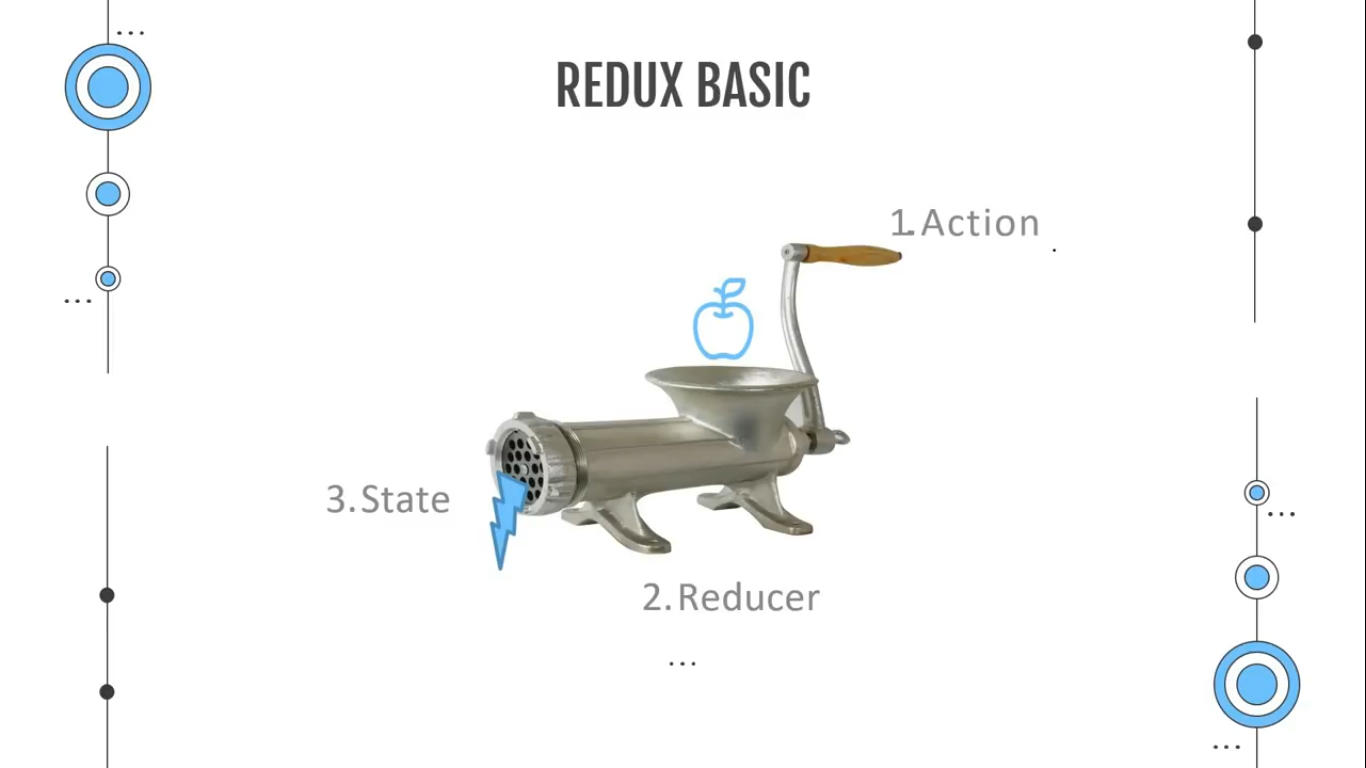 REDUX BASIC
1.Action
3.State
2.Reducer